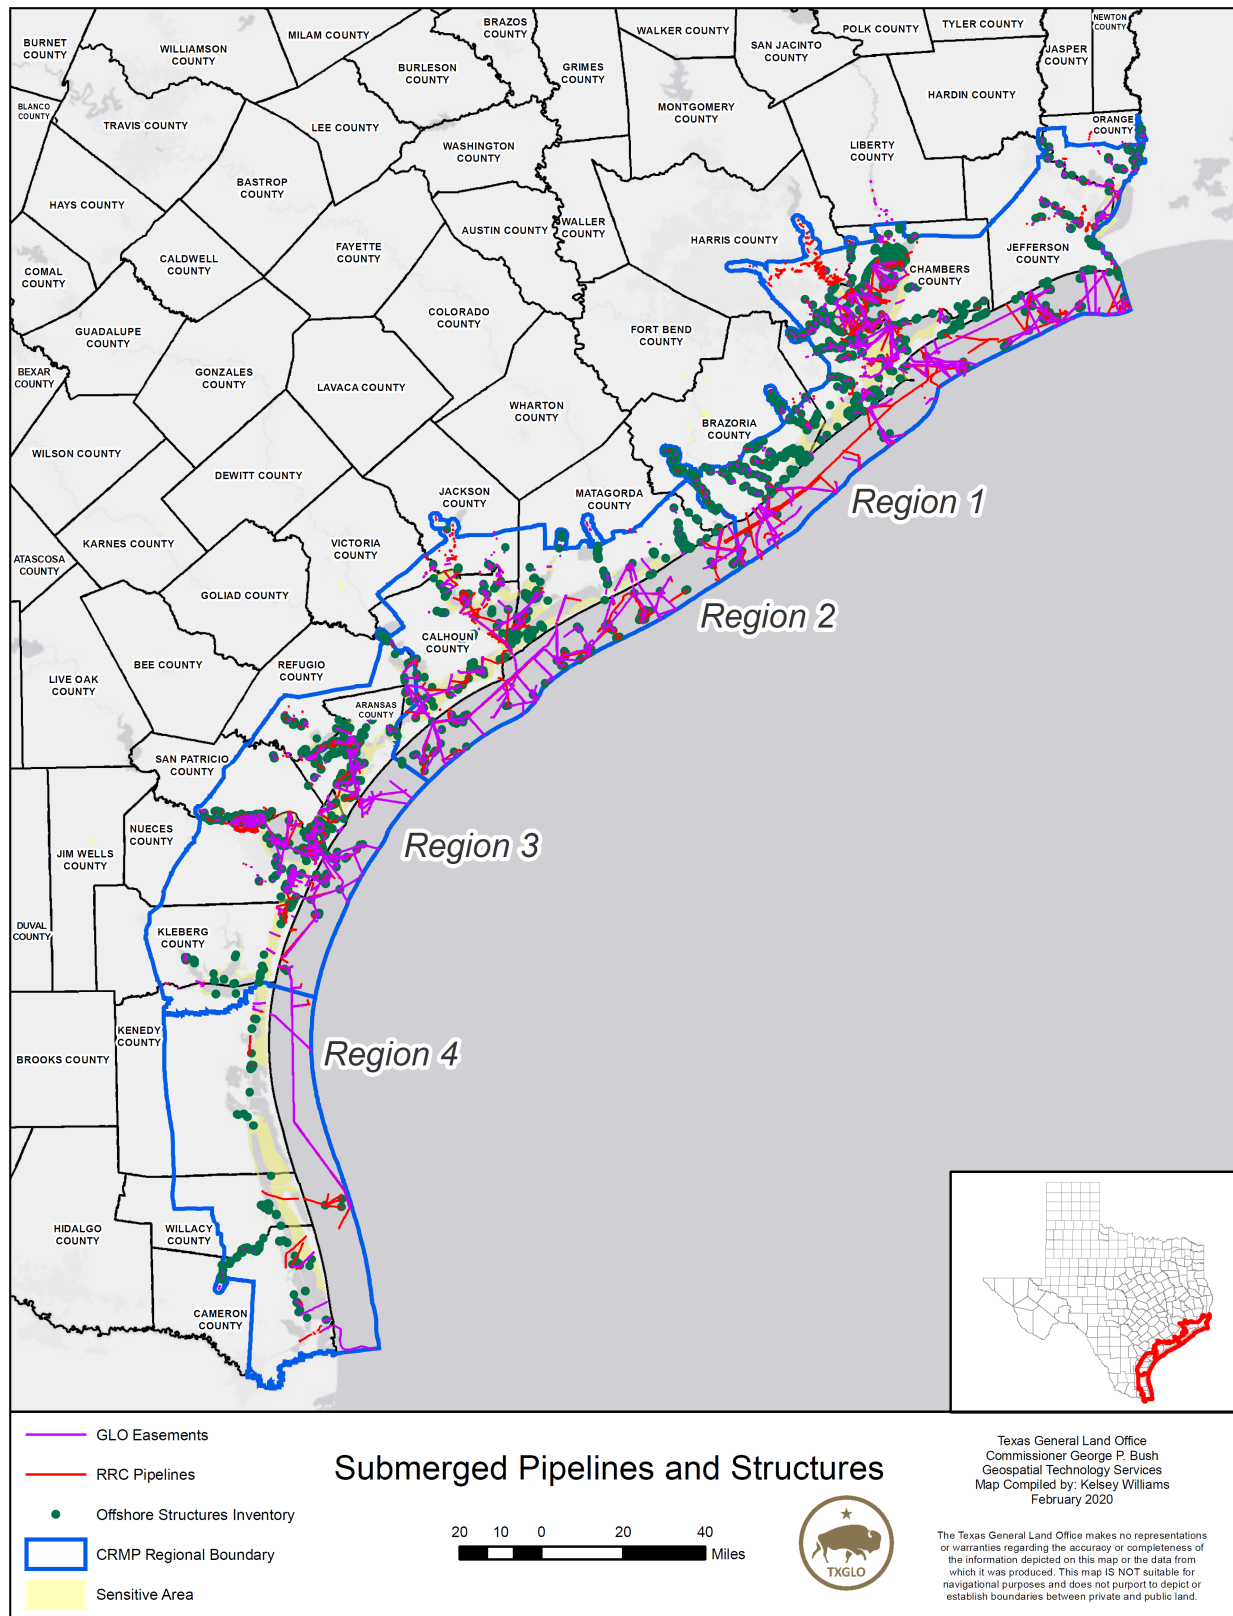 BURNET
COUNTY
WILLIAMSON
COUNTY
MILAM COUNTY
BRAZOS
COUNTY
WALKER COUNTY
SAN JACINTO
COUNTY
POLK COUNTY
TYLER COUNTY
NEWTON
COUNTY
JASPER
COUNTY
BURLESON
COUNTY
GRIMES
COUNTY
MONTGOMERY
COUNTY
HARDIN COUNTY
BLANCO
COUNTY
TRAVIS COUNTY
LEE COUNTY
WASHINGTON
COUNTY
LIBERTY
COUNTY
ORANGE
COUNTY
HAYS COUNTY
BASTROP
COUNTY
WALLER
COUNTY
AUSTIN COUNTY
HARRIS COUNTY
JEFFERSON
COUNTY
FAYETTE
COUNTY
CALDWELL
COUNTY
COMAL
COUNTY
CHAMBERS
COUNTY
COLORADO
COUNTY
FORT BEND
COUNTY
GUADALUPE
COUNTY
BEXAR
COUNTY
GONZALES
COUNTY
LAVACA COUNTY
WHARTON
COUNTY
BRAZORIA
COUNTY
WILSON COUNTY
DEWITT COUNTY
JACKSON
COUNTY
MATAGORDA
COUNTY
Region 1
KARNES COUNTY
VICTORIA
COUNTY
ATASCOSA
COUNTY
GOLIAD COUNTY
Region 2
CALHOUN
COUNTY
BEE COUNTY
REFUGIO
COUNTY
LIVE OAK
COUNTY
ARANSAS
COUNTY
SAN PATRICIO
COUNTY
NUECES
COUNTY
Region 3
JIM WELLS
COUNTY
DUVAL
COUNTY
KLEBERG
COUNTY
KENEDY
COUNTY
BROOKS COUNTY
Region 4
HIDALGO
COUNTY
WILLACY
COUNTY
CAMERON
COUNTY
GLO Easements
RRC Pipelines
Offshore Structures Inventory
CRMP Regional Boundary
Sensitive Area
Submerged Pipelines and Structures
20 10 0 20 40
Miles
TXGLO
Texas General Land Office
Commissioner George P. Bush
Geospatial Technology Services
Map Compiled by: Kelsey Williams
February 2020
The Texas General Land Office makes no representations
or warranties regarding the accuracy or completeness of
the information depicted on this map or the data from
which it was produced. This map IS NOT suitable for
navigational purposes and does not purport to depict or
establish boundaries between private and public land.